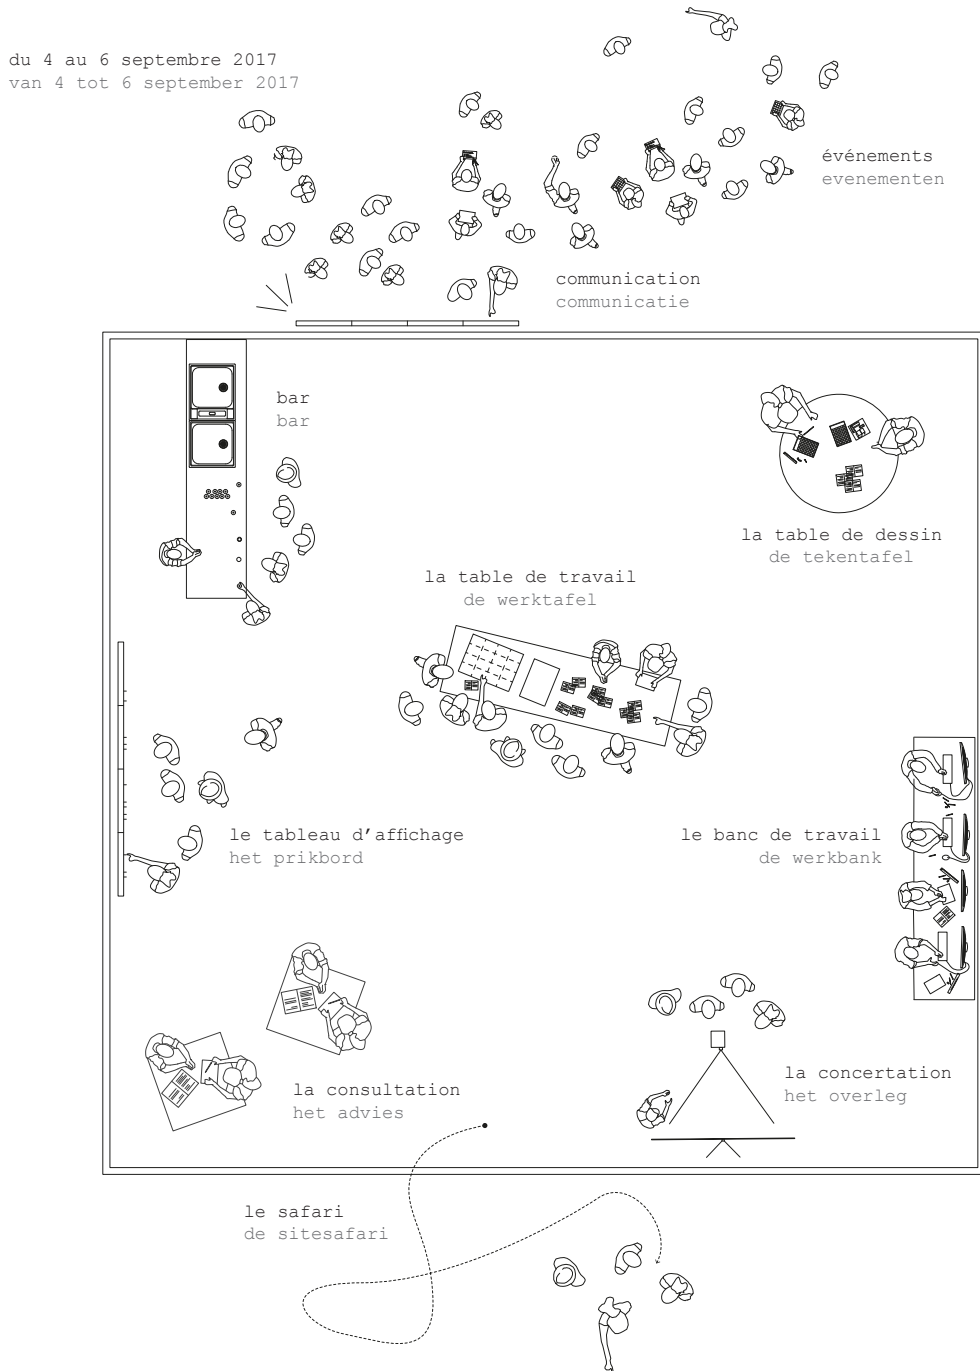 du 4 au 6 septembre 2017
van 4 tot 6 september 2017
événements
evenementen
communication
communicatie
bar
bar
la table de dessin
de tekentafel
la table de travail
de werktafel
le tableau d’affichage
het prikbord
le banc de travail
de werkbank
la consultation
het advies
la concertation
het overleg
le safari
de sitesafari